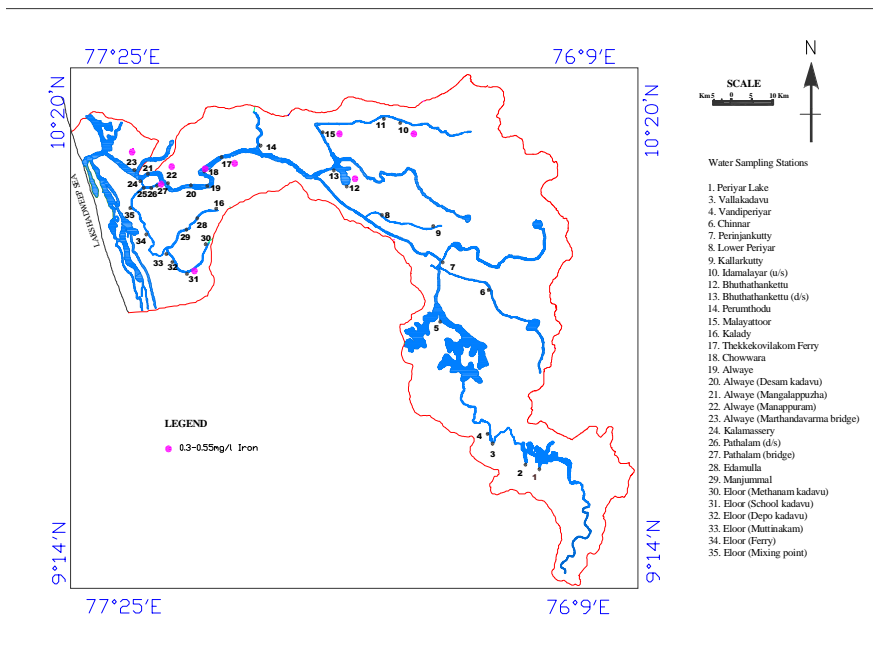 77°25’E 76°9’E
N
10°20’N
10°20’N
SCALE
Km5 0 5 10 Km
LAKSHADWEEP SEA
11
10
15
14
23
21
22
17
18
13
12
24
25 26 27
20
19
16
35
8
28
9
34
29
30
33
32
7
31
6
5
4
3
2
1
Water Sampling Stations
1. Periyar Lake
3. Vallakadavu
4. Vandiperiyar
6. Chinnar
7. Perinjankutty
8. Lower Periyar
9. Kallarkutty
10. Idamalayar (u/s)
12. Bhuthathankettu
13. Bhuthathankettu (d/s)
14. Perumthodu
15. Malayattoor
16. Kalady
17. Thekkekovilakom Ferry
18. Chowwara
19. Alwaye
20. Alwaye (Desam kadavu)
21. Alwaye (Mangalappuzha)
22. Alwaye (Manappuram)
23. Alwaye (Marthandavarma bridge)
24. Kalamassery
26. Pathalam (d/s)
27. Pathalam (bridge)
28. Edamulla
29. Manjummal
30. Eloor (Methanam kadavu)
31. Eloor (School kadavu)
32. Eloor (Depo kadavu)
33. Eloor (Muttinakam)
34. Eloor (Ferry)
35. Eloor (Mixing point)
LEGEND
0.3-0.55mg/l Iron
9°14’N
9°14’N
77°25’E 76°9’E